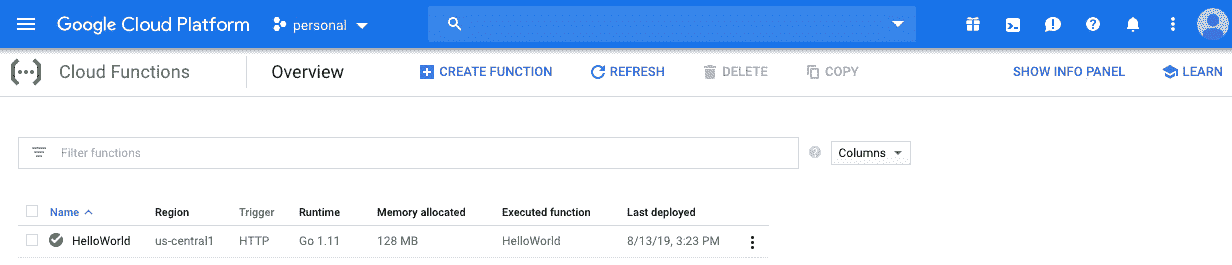 Google Cloud Platform personal
Cloud Functions Overview CREATE FUNCTION REFRESH DELETE COPY SHOW INFO PANEL LEARN
Filter functions Columns
Name Region Trigger Runtime Memory allocated Executed function Last deployed
HelloWorld us-central1 HTTP Go 1.11 128 MB HelloWorld 8/13/19, 3:23 PM